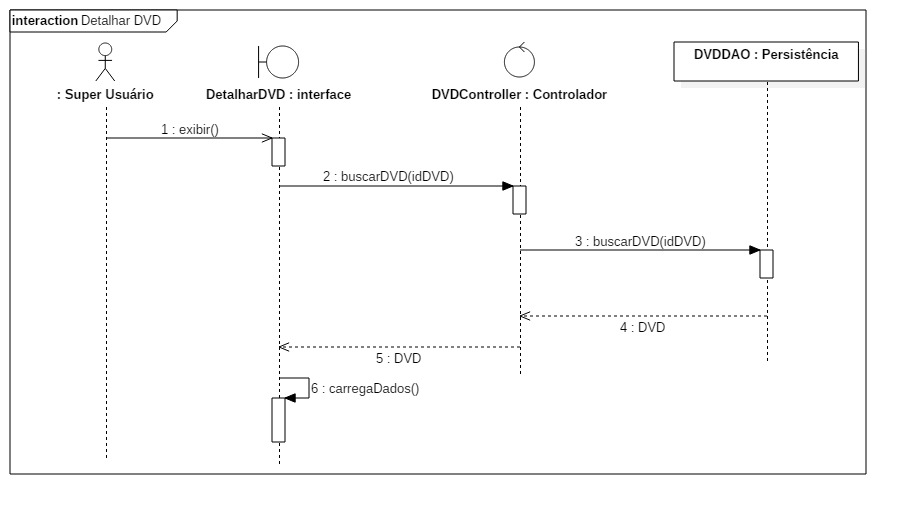 interaction Detalhar DVD
: Super Usuário
DetalharDVD : interface
DVDController : Controlador
DVDDAO : Persistência
1 : exibir()
2 : buscarDVD(idDVD)
3 : buscarDVD(idDVD)
4 : DVD
5 : DVD
6 : carregaDados()